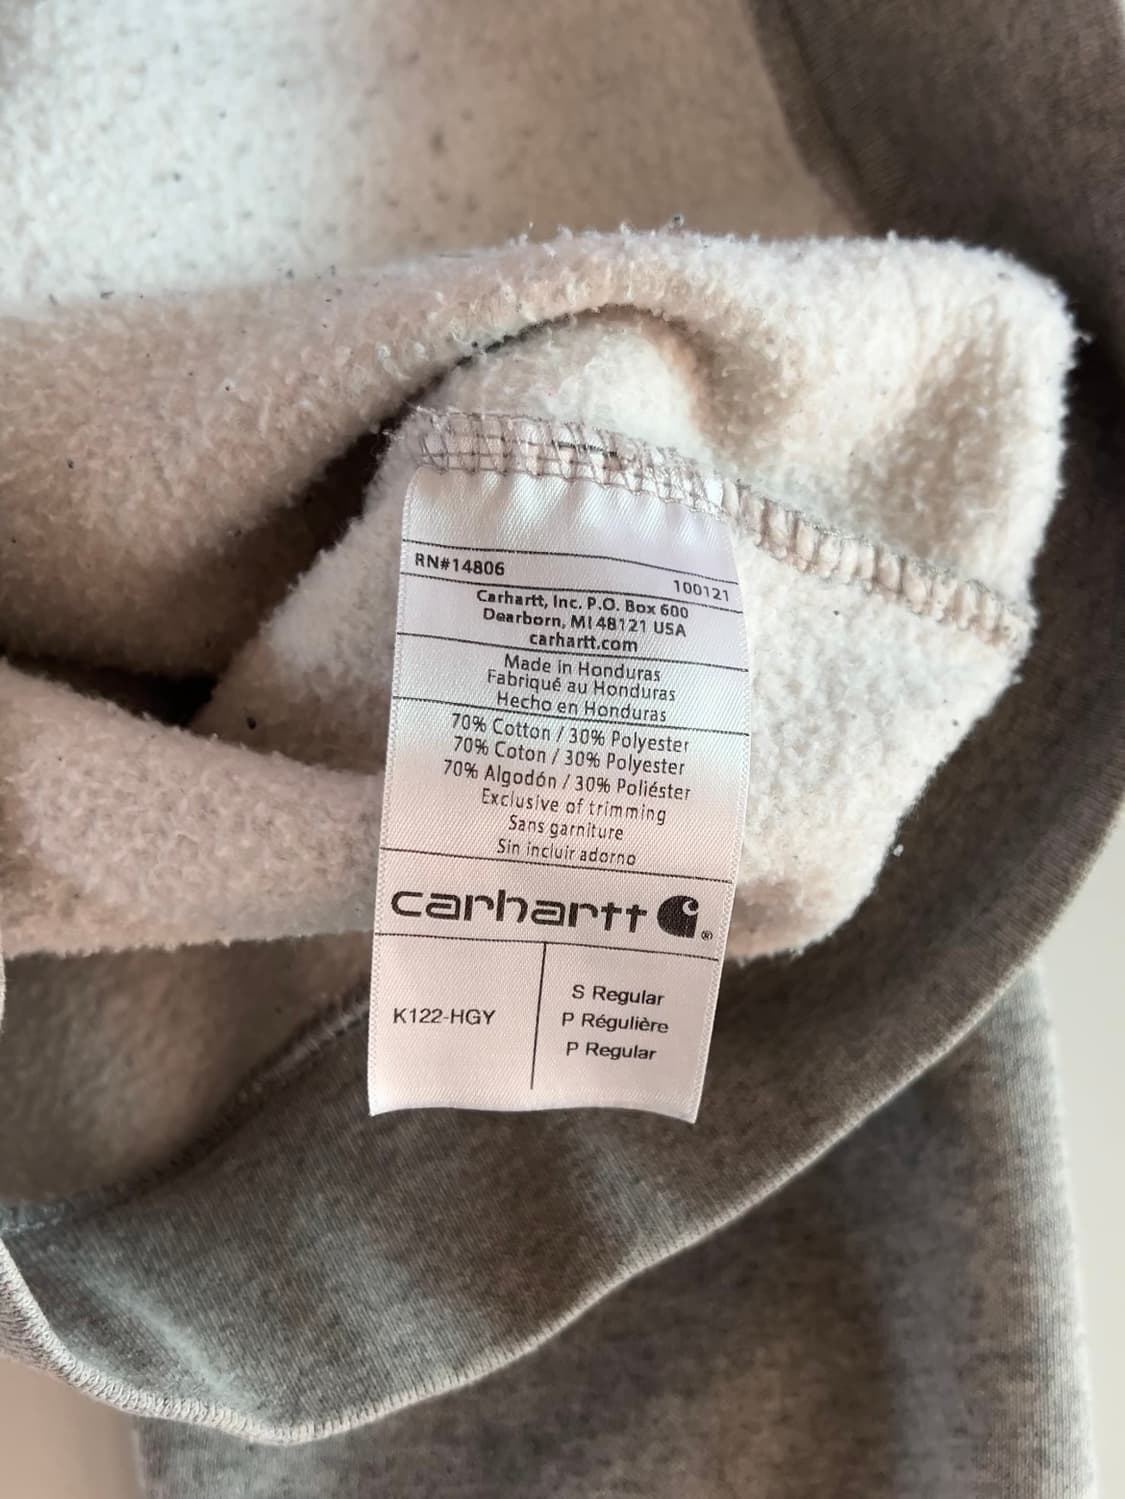 RN#14806 100121
Carhartt, Inc. P.O. Box 600
Dearborn, MI 48121 USA
carhartt.com
Made in Honduras
Fabriqué au Honduras
Hecho en Honduras
70% Cotton / 30% Polyester
70% Coton / 30% Polyester
70% Algodón / 30% Poliéster
Exclusive of trimming
Sans garniture
Sin incluir adorno
carhartt ®
K122-HGY
S Regular
P Régulière
P Regular